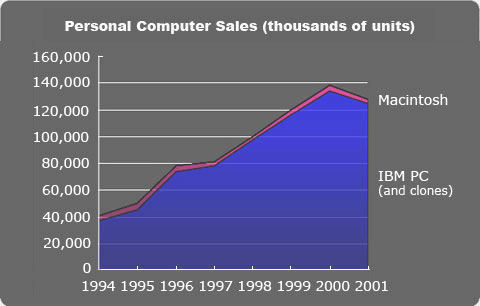 Personal Computer Sales (thousands of units)
160,000
140,000
120,000
100,000
80,000
60,000
40,000
20,000
0
Macintosh
IBM PC
(and clones)
1994 1995 1996 1997 1998 1999 2000 2001